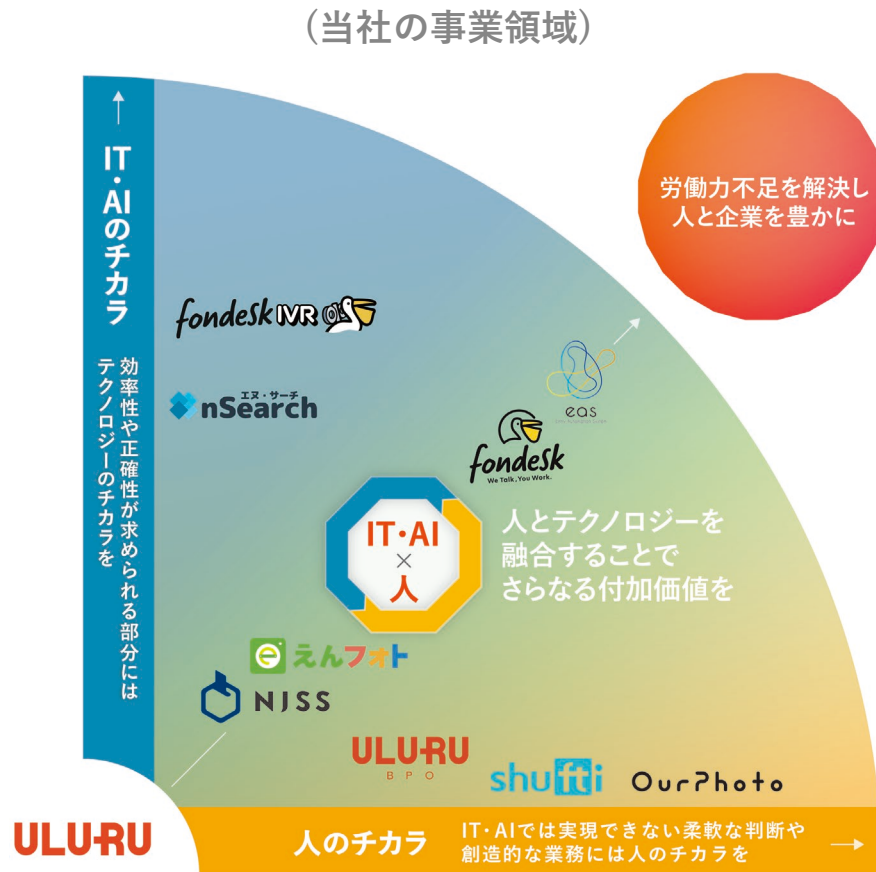 (当社の事業領域)
労働力不足を解決し
人と企業を豊かに
IT・AIのチカラ
効率性や正確性が求められる部分には
テクノロジーのチカラを
fondesk IVR
エヌ・サーチ
nSearch
eas
fondesk
We Talk, You Work.
IT・AI
×
人
人とテクノロジーを
融合することで
さらなる付加価値を
えんフォト
NJSS
ULURU
BPO
shufti
OurPhoto
ULURU
人のチカラ
IT・AIでは実現できない柔軟な判断や
創造的な業務には人のチカラを